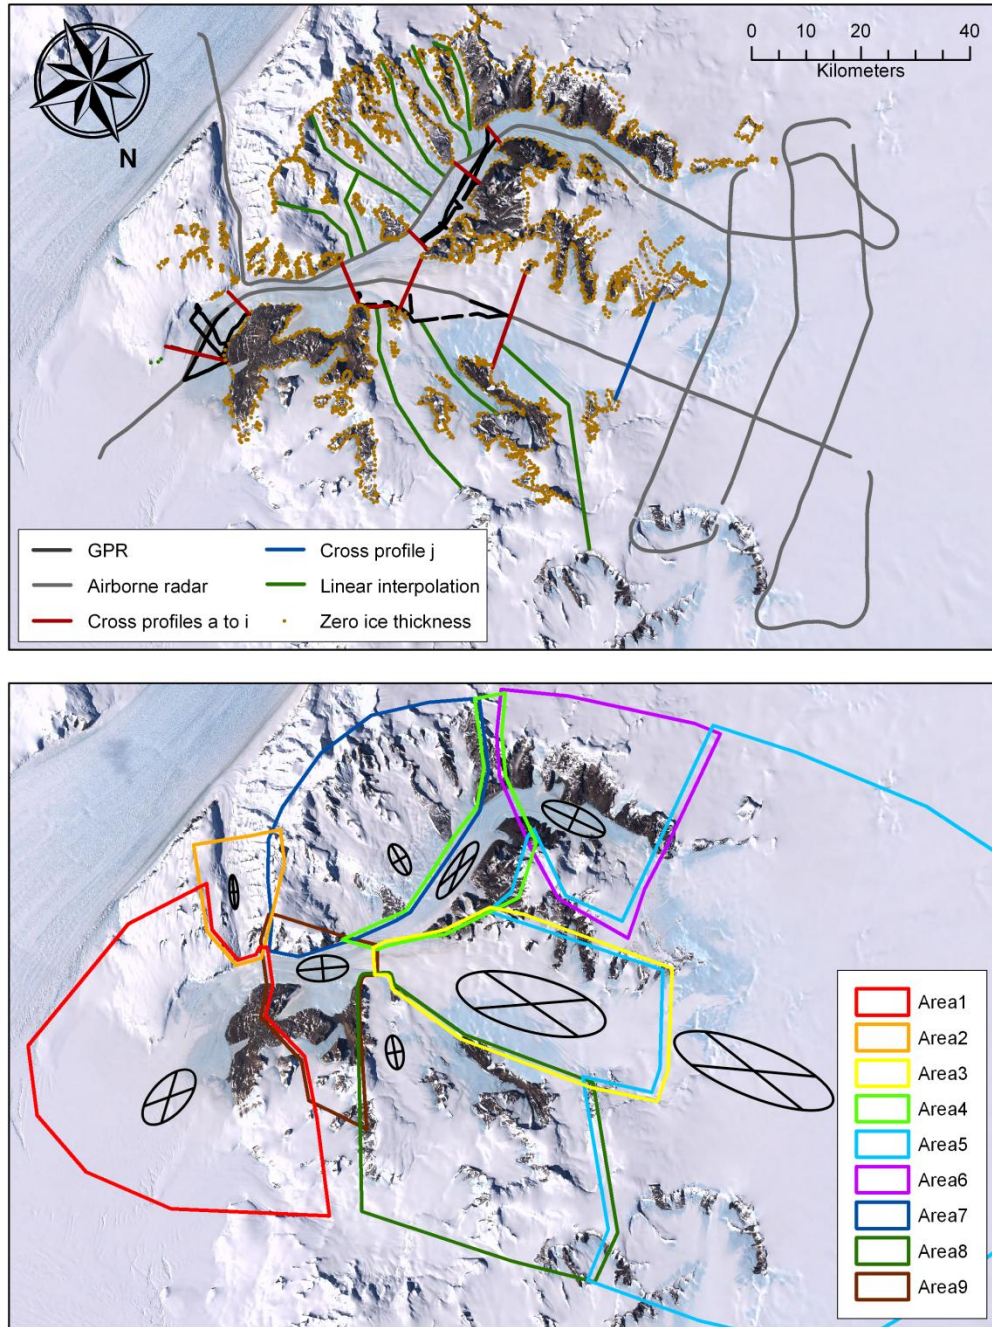 0 10 20 40
Kilometers
N
GPR
Cross profile j
Airborne radar
Linear interpolation
Cross profiles a to i
Zero ice thickness
Area1
Area2
Area3
Area4
Area5
Area6
Area7
Area8
Area9